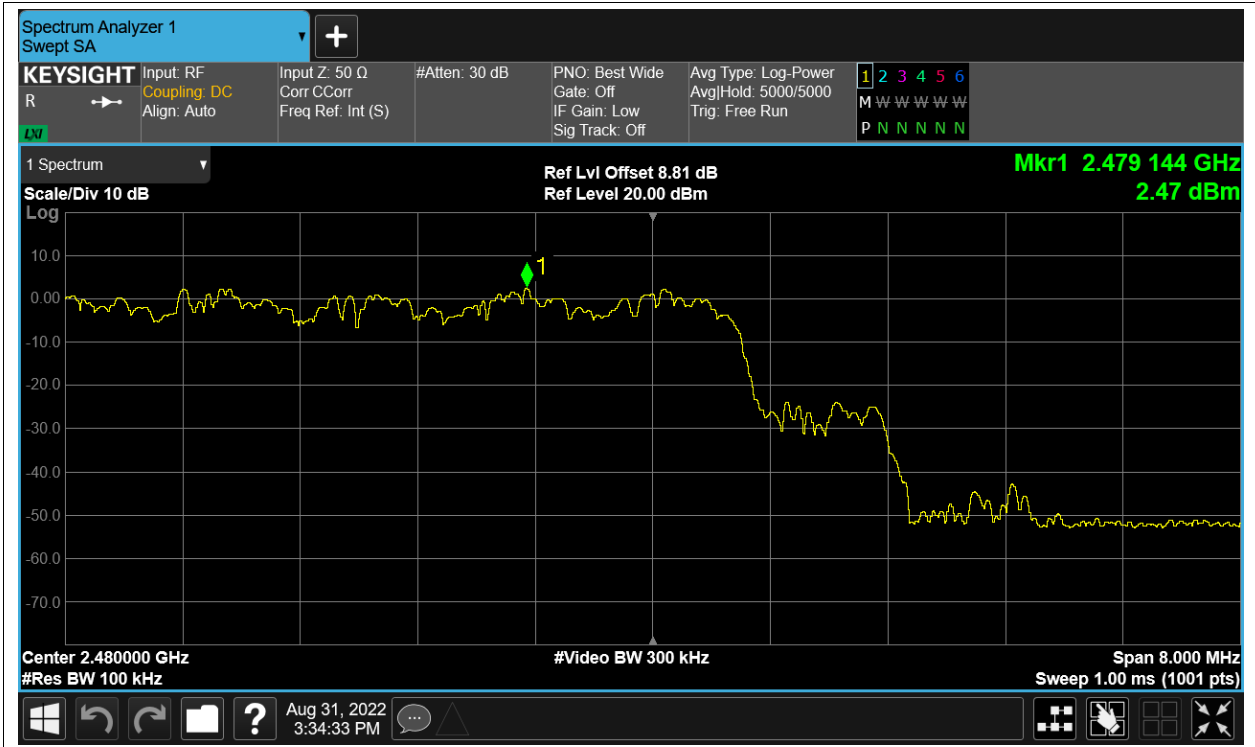 Spectrum Analyzer 1
Swept SA
KEYSIGHT
R
LXI
Input: RF
Coupling: DC
Align: Auto
Input Z: 50 Ω
Corr CCorr
Freq Ref: Int (S)
#Atten: 30 dB
PNO: Best Wide
Gate: Off
IF Gain: Low
Sig Track: Off
Avg Type: Log-Power
Avg|Hold: 5000/5000
Trig: Free Run
1 2 3 4 5 6
M W W W W W
P N N N N N
1 Spectrum
Scale/Div 10 dB
Log
Ref Lvl Offset 8.81 dB
Ref Level 20.00 dBm
Mkr1 2.479 144 GHz
2.47 dBm
1
10.0
0.00
-10.0
-20.0
-30.0
-40.0
-50.0
-60.0
-70.0
Center 2.480000 GHz
#Res BW 100 kHz
#Video BW 300 kHz
Span 8.000 MHz
Sweep 1.00 ms (1001 pts)
?
Aug 31, 2022
3:34:33 PM